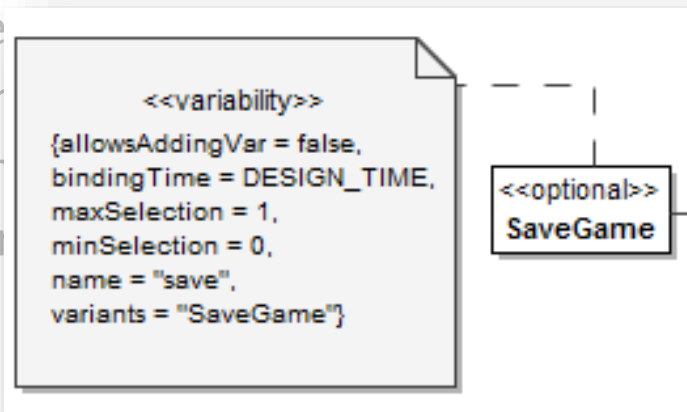 <<variability>>
{allowsAddingVar = false,
bindingTime = DESIGN_TIME,
maxSelection = 1,
minSelection = 0,
name = "save",
variants = "SaveGame"}
<<optional>>
SaveGame